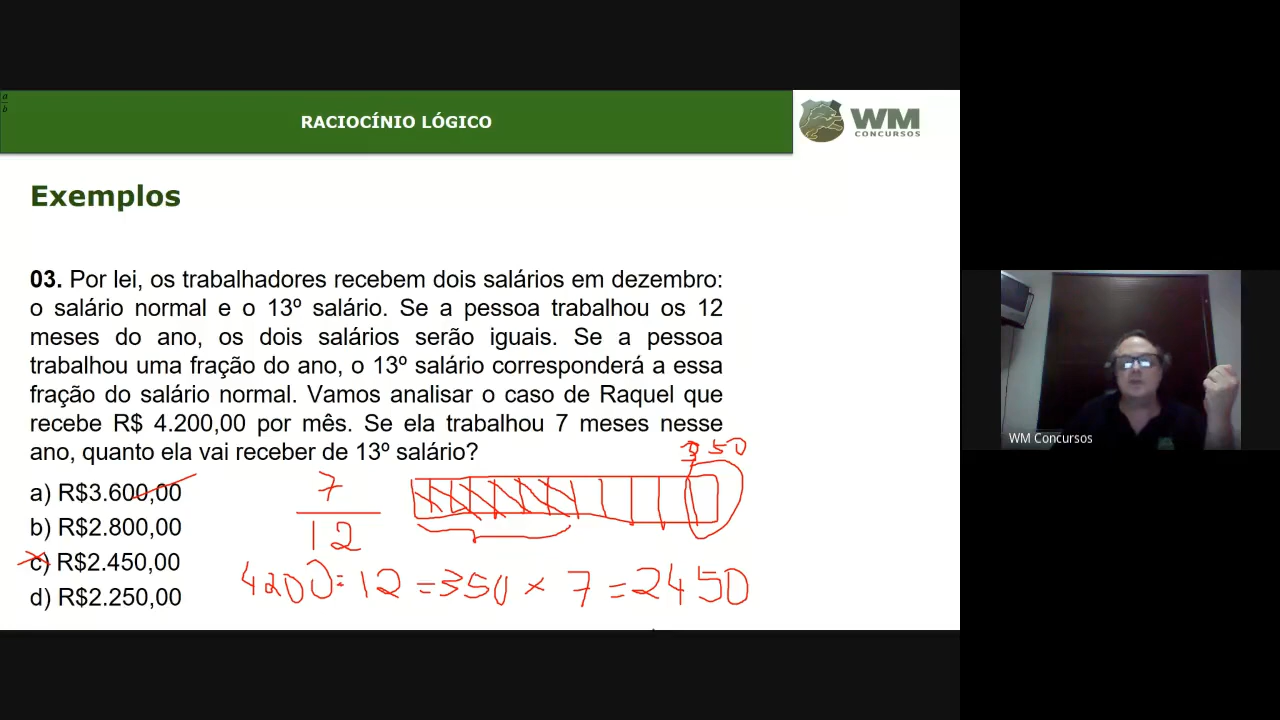 a
b
RACIOCÍNIO LÓGICO
WM
CONCURSOS
Exemplos
03. Por lei, os trabalhadores recebem dois salários em dezembro:
o salário normal e o 13º salário. Se a pessoa trabalhou os 12
meses do ano, os dois salários serão iguais. Se a pessoa
trabalhou uma fração do ano, o 13º salário corresponderá a essa
fração do salário normal. Vamos analisar o caso de Raquel que
recebe R$ 4.200,00 por mês. Se ela trabalhou 7 meses nesse
ano, quanto ela vai receber de 13º salário?
350
a) R$3.600,00
7
12
b) R$2.800,00
c) R$2.450,00
4200÷12=350×7=2450
d) R$2.250,00
WM Concursos